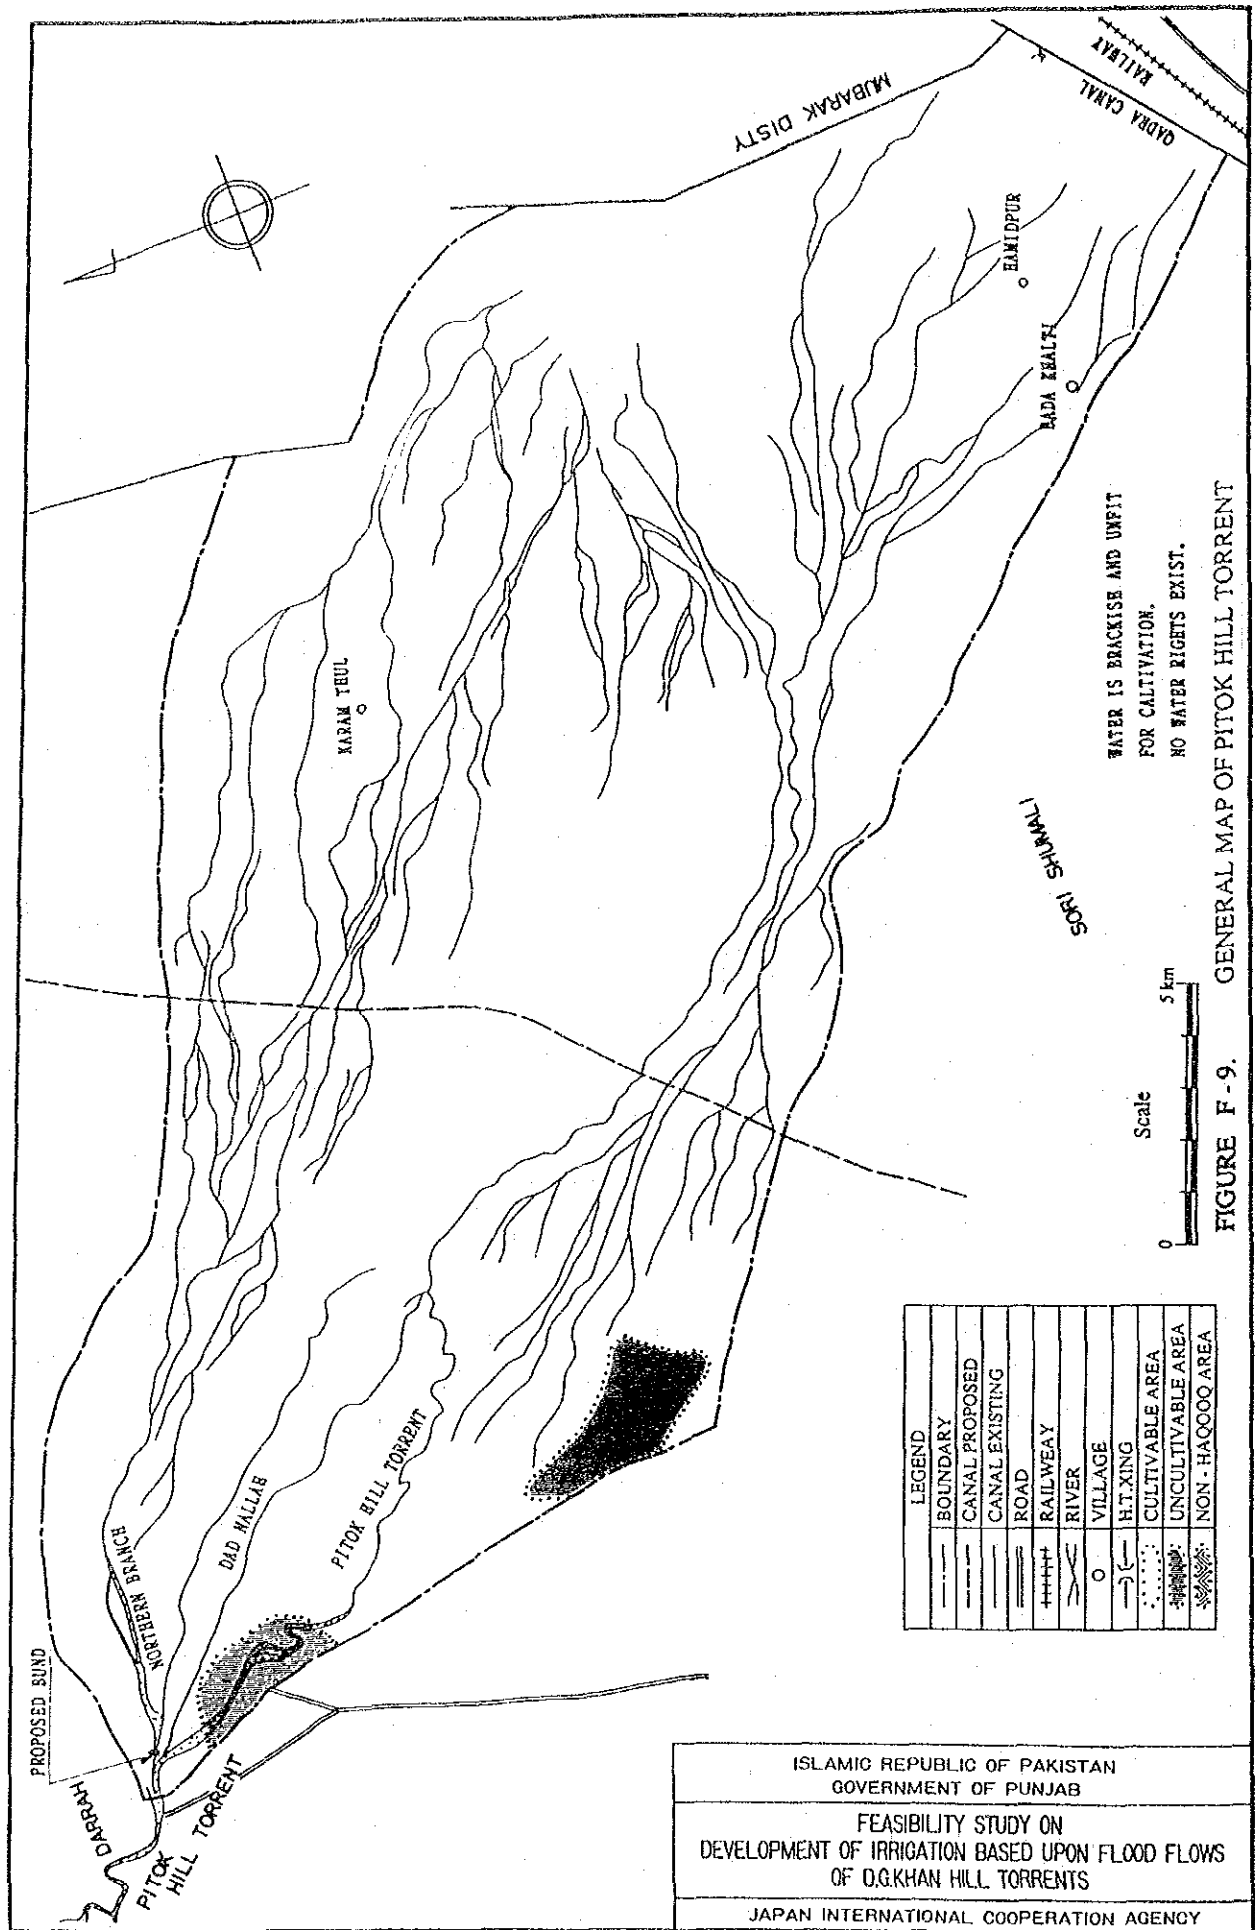 PROPOSED BUND
DARRAH
PITOK
HILL TORRENT
NORTHERN BRANCH
DAD NALLAH
PITOK HILL TORRENT
KARAM THUL
MUBARAK DISTY
RAILWAY
QADRA CANAL
HAMIDPUR
BADA KHALTI
SORI SHUMALI
WATER IS BRACKISH AND UNFIT
FOR CALTIVATION.
NO WATER RIGHTS EXIST.
Scale
0 5 km
FIGURE F-9. GENERAL MAP OF PITOK HILL TORRENT
LEGEND
BOUNDARY
CANAL PROPOSED
CANAL EXISTING
ROAD
RAILWEAY
RIVER
VILLAGE
H.T.XING
CULTIVABLE AREA
UNCULTIVABLE AREA
NON - HAQOOQ AREA
ISLAMIC REPUBLIC OF PAKISTAN
GOVERNMENT OF PUNJAB
FEASIBILITY STUDY ON
DEVELOPMENT OF IRRIGATION BASED UPON FLOOD FLOWS
OF D.G.KHAN HILL TORRENTS
JAPAN INTERNATIONAL COOPERATION AGENCY